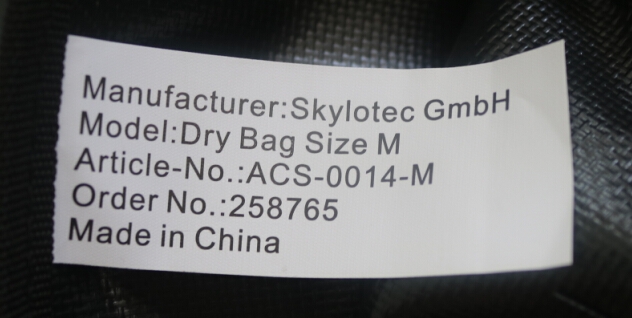 Manufacturer:Skylotec GmbH
Model:Dry Bag Size M
Article-No.:ACS-0014-M
Order No.:258765
Made in China